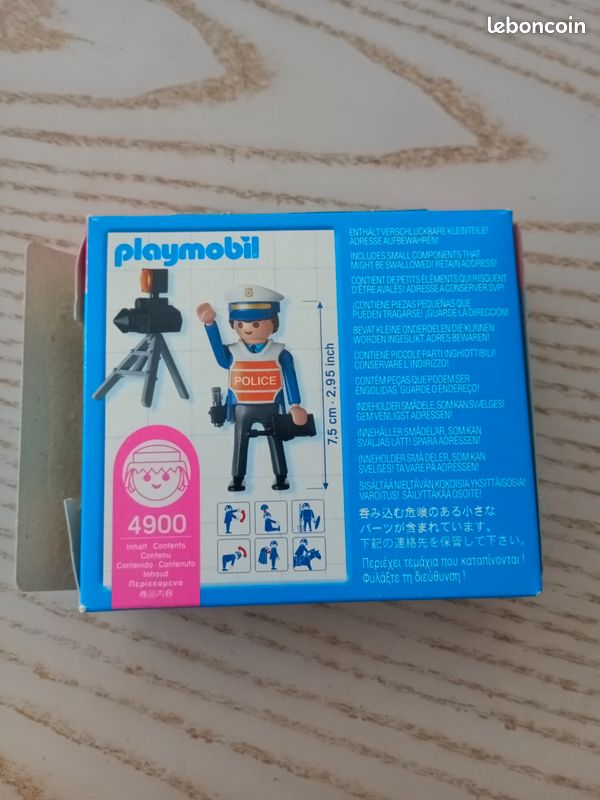 leboncoin
playmobil
POLICE
7,5 cm · 2,95 inch
4900
Inhalt · Contents
Contenu
Contenido · Contenuto
Inhoud
Περιεχόμενο
商品内容
ENTHÄLT VERSCHLUCKBARE KLEINTEILE!
ADRESSE AUFBEWAHREN!
INCLUDES SMALL COMPONENTS THAT
MIGHT BE SWALLOWED! RETAIN ADDRESS!
CONTIENT DE PETITS ÉLÉMENTS QUI RISQUENT
D'ÊTRE AVALÉS! ADRESSE A CONSERVER SVP!
¡CONTIENE PIEZAS PEQUEÑAS QUE
PUEDEN TRAGARSE! ¡GUARDE LA DIRECCIÓN!
BEVAT KLEINE ONDERDELEN DIE KUNNEN
WORDEN INGESLIKT. ADRES BEWAREN!
CONTIENE PICCOLE PARTI INGHIOTTIBILI!
CONSERVARE L'INDIRIZZO!
CONTÉM PEÇAS QUE PODEM SER
ENGOLIDAS. GUARDE O ENDEREÇO!
INDEHOLDER SMÅDELE, SOM KAN SVÆLGES!
GEM VENLIGST ADRESSEN!
INNEHÅLLER SMÅDELAR, SOM KAN
SVÄLJAS LÄTT! SPARA ADRESSEN!
INNEHOLDER SMÅ DELER, SOM KAN
SVELGES! TA VARE PÅ ADRESSEN!
SISÄLTÄÄ NIELTÄVÄN KOKOISIA YKSITTÄISOSIA!
VAROITUS! SÄILYTTÄKÄÄ OSOITE!
呑み込む危険のある小さな
パーツが含まれています。
下記の連絡先を保管して下さい。
Περιέχει τεμάχια που καταπίνονται!
Φυλάξτε τη διεύθυνση!